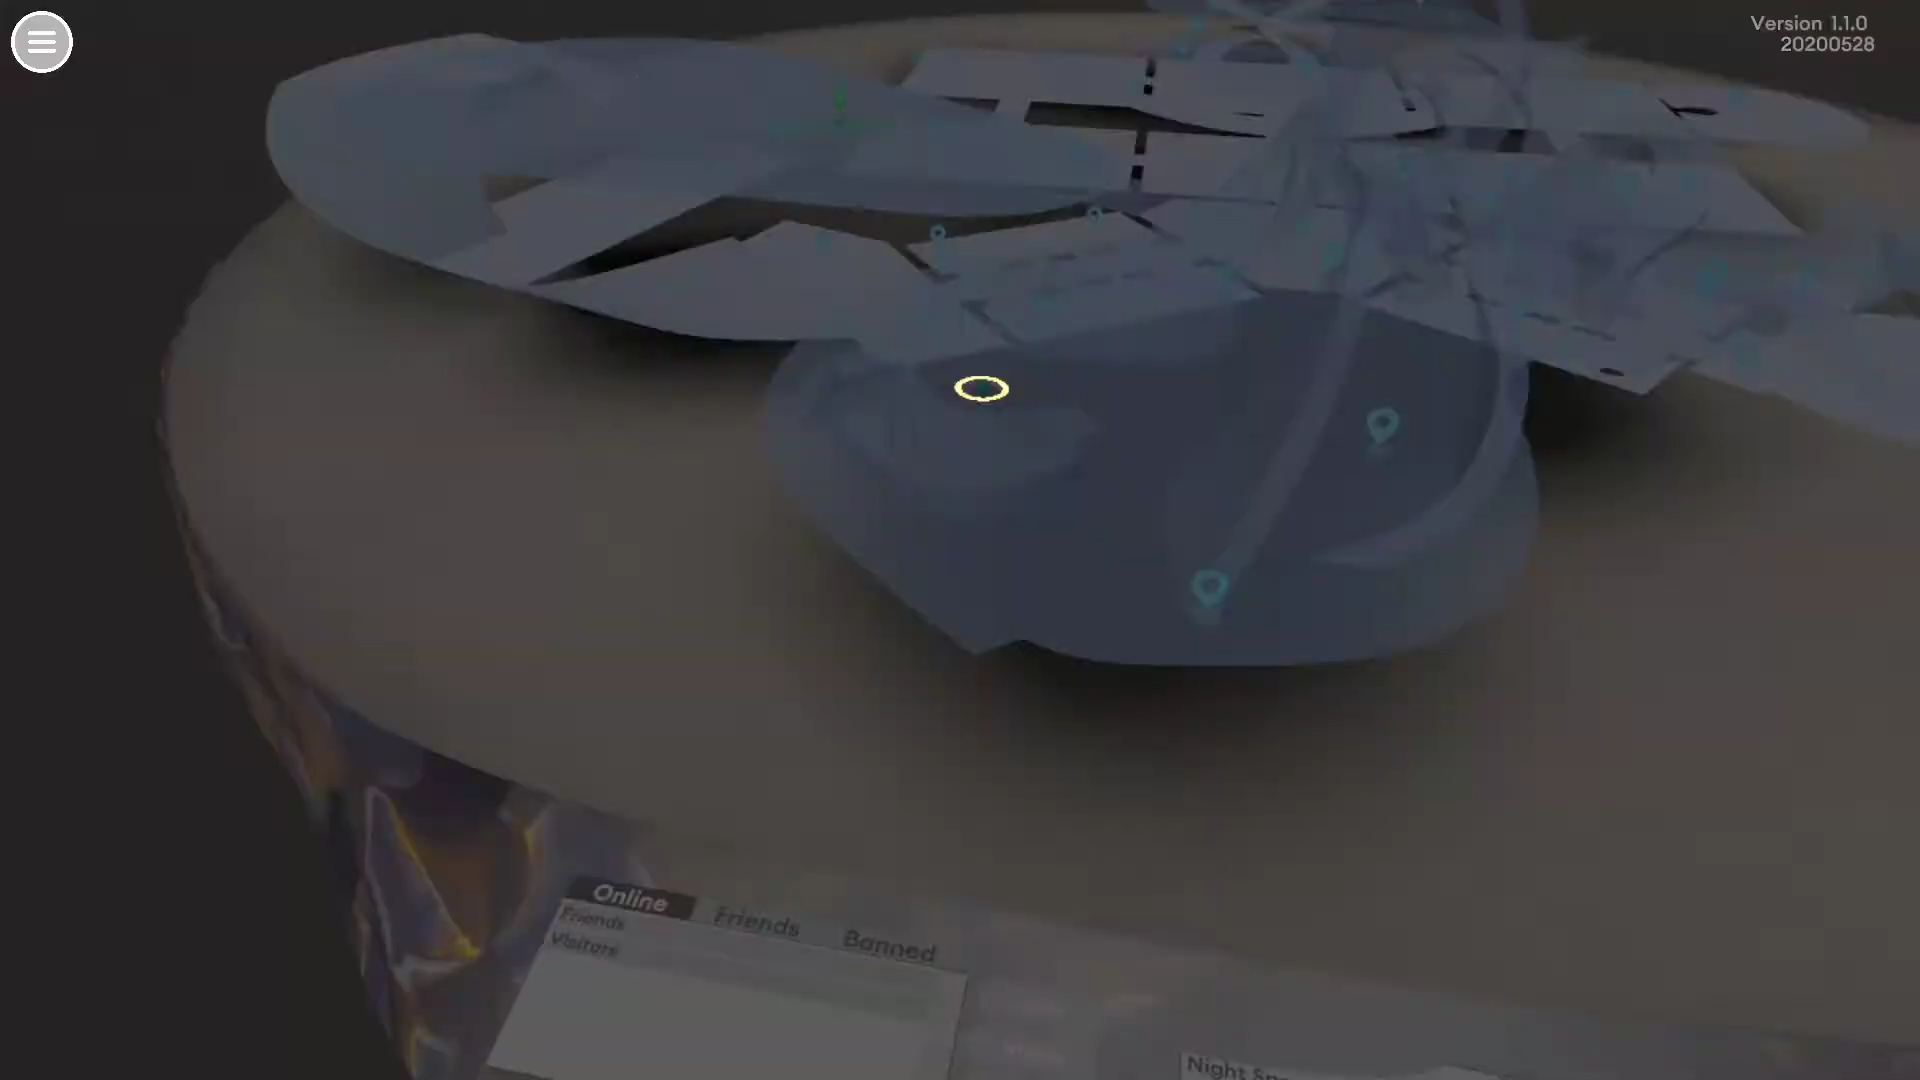 Version 1.1.0
20200528
Online Friends Banned
Friends
Visitors
Night